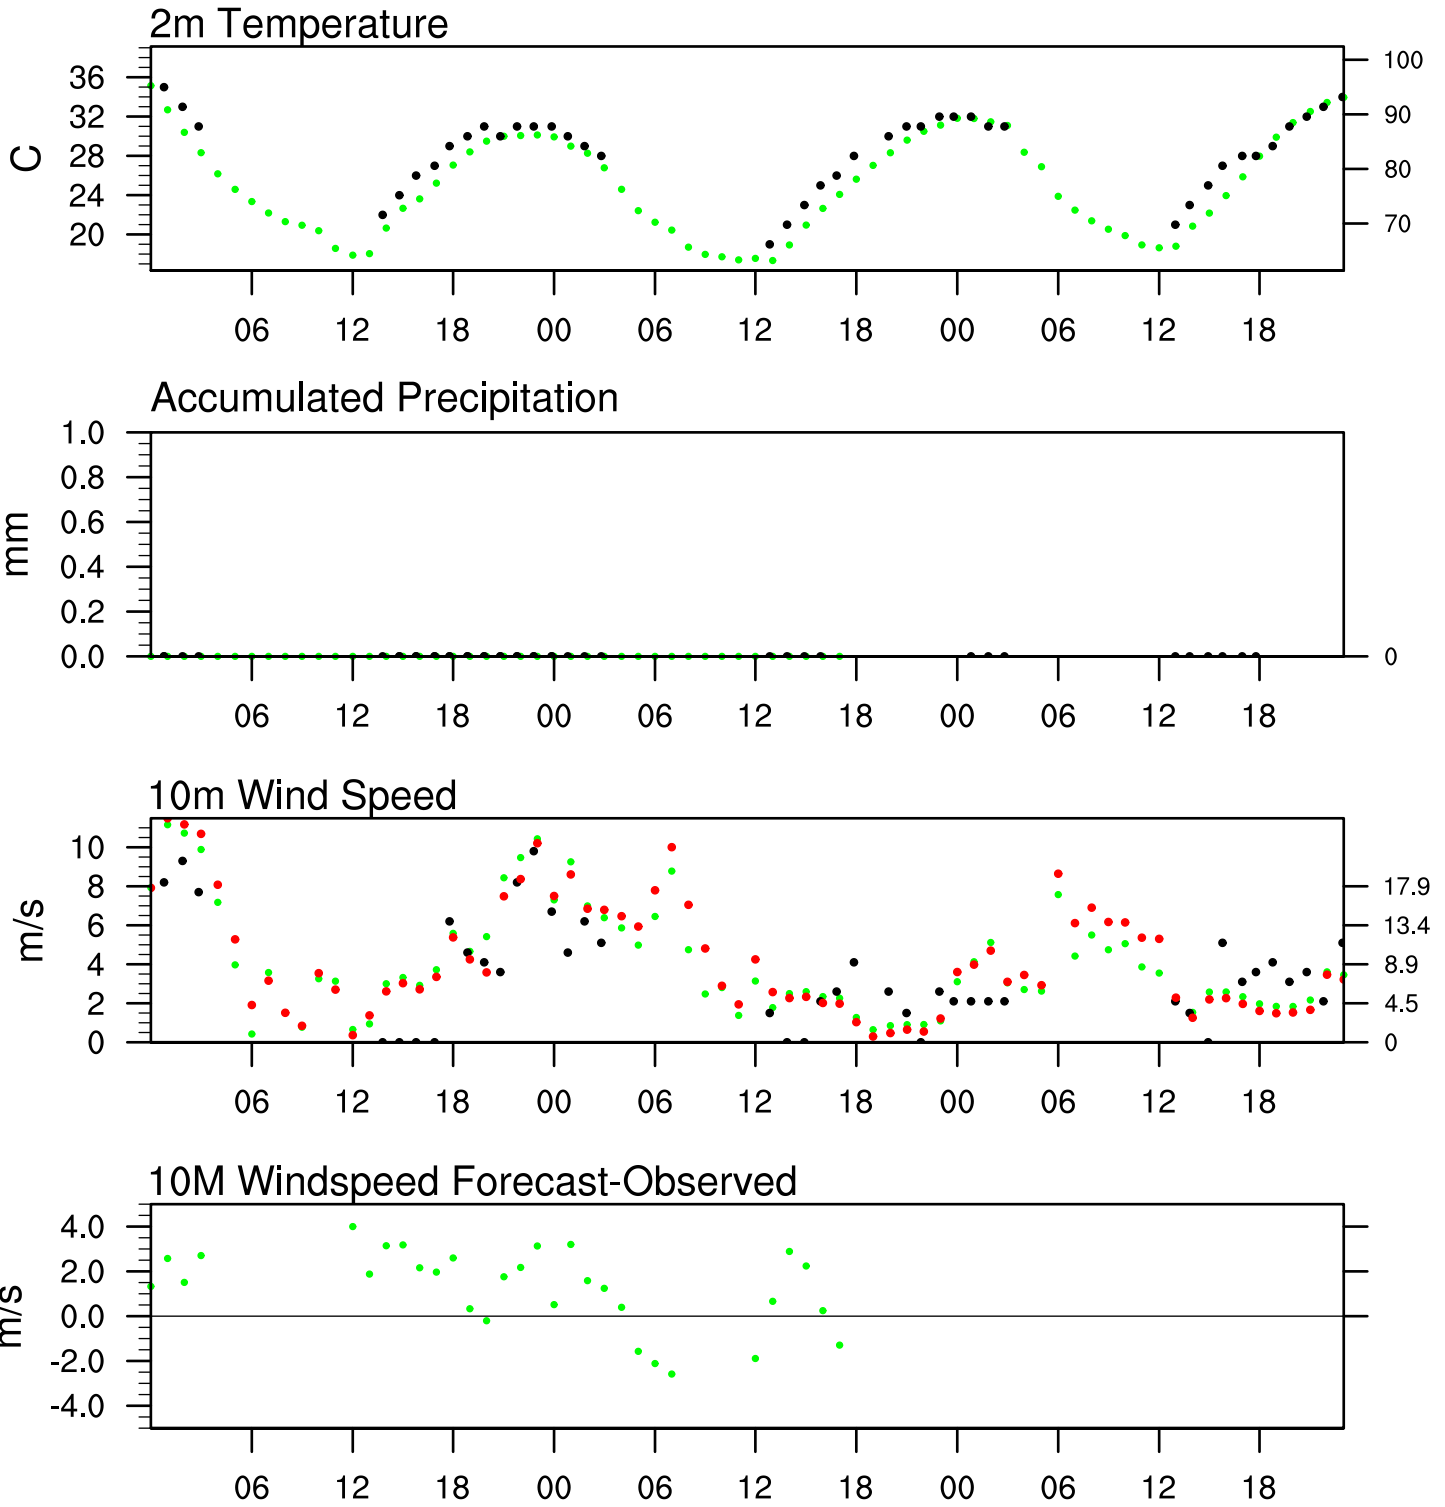 2m Temperature
36
32
28
24
20
C
100
90
80
70
06 12 18 00 06 12 18 00 06 12 18
Accumulated Precipitation
1.0
0.8
0.6
0.4
0.2
0.0
mm
0
06 12 18 00 06 12 18 00 06 12 18
10m Wind Speed
10
8
6
4
2
0
m/s
17.9
13.4
8.9
4.5
0
06 12 18 00 06 12 18 00 06 12 18
10M Windspeed Forecast-Observed
4.0
2.0
0.0
-2.0
-4.0
m/s
06 12 18 00 06 12 18 00 06 12 18